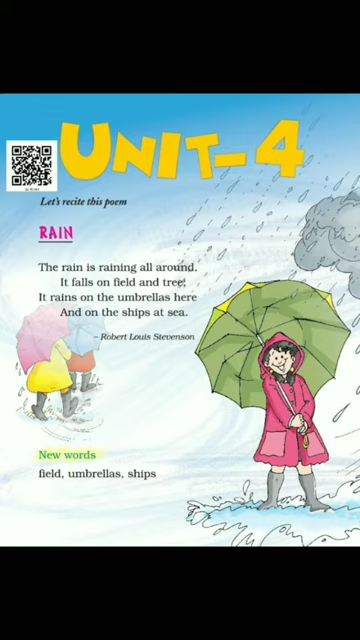 UNIT–4
Let's recite this poem
RAIN
The rain is raining all around,
It falls on field and tree,
It rains on the umbrellas here
And on the ships at sea.
– Robert Louis Stevenson
New words
field, umbrellas, ships